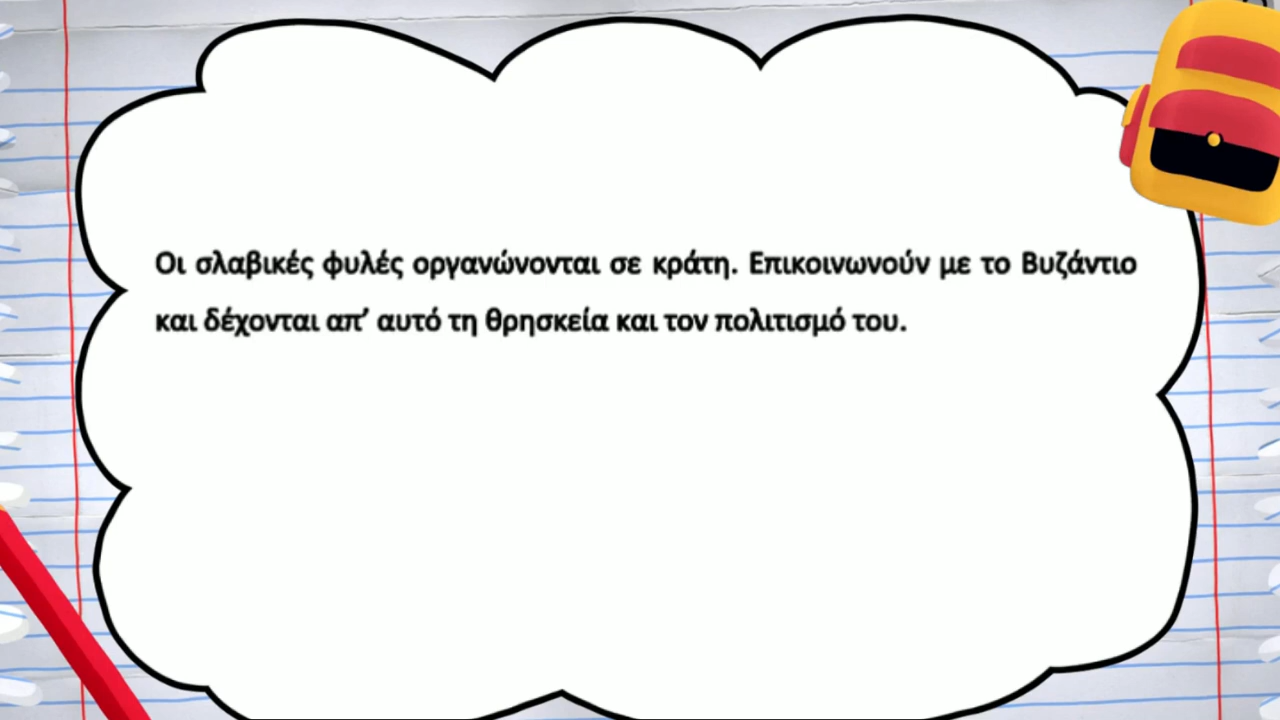 Οι σλαβικές φυλές οργανώνονται σε κράτη. Επικοινωνούν με το Βυζάντιο
και δέχονται απ’ αυτό τη θρησκεία και τον πολιτισμό του.